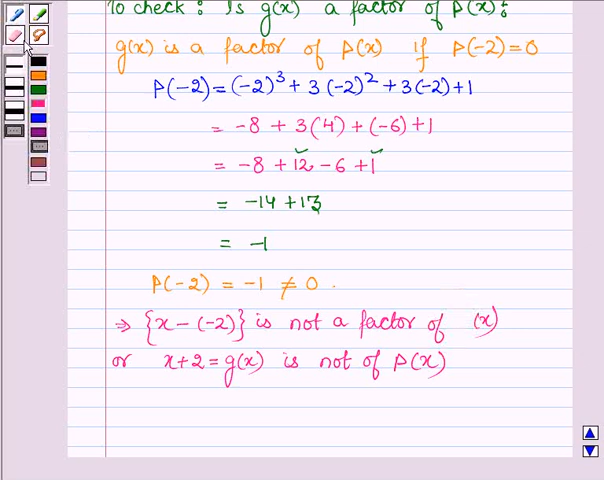 To check : Is g(x) a factor of p(x) :
g(x) is a factor of p(x) if p(-2) = 0
p(-2) = (-2)³ + 3(-2)² + 3(-2) + 1
= -8 + 3(4) + (-6) + 1
= -8 + 12 - 6 + 1
= -14 + 13
= -1
p(-2) = -1 ≠ 0 .
⇒ {x - (-2)} is not a factor of (x)
or x+2 = g(x) is not of p(x)